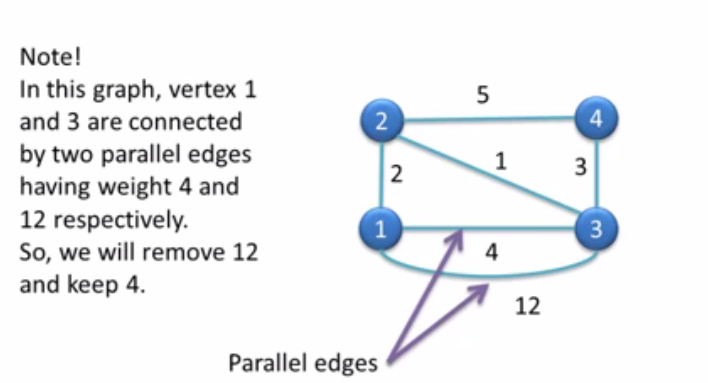 Note!
In this graph, vertex 1
and 3 are connected
by two parallel edges
having weight 4 and
12 respectively.
So, we will remove 12
and keep 4.
5
2
4
2
1
3
1
3
4
12
Parallel edges